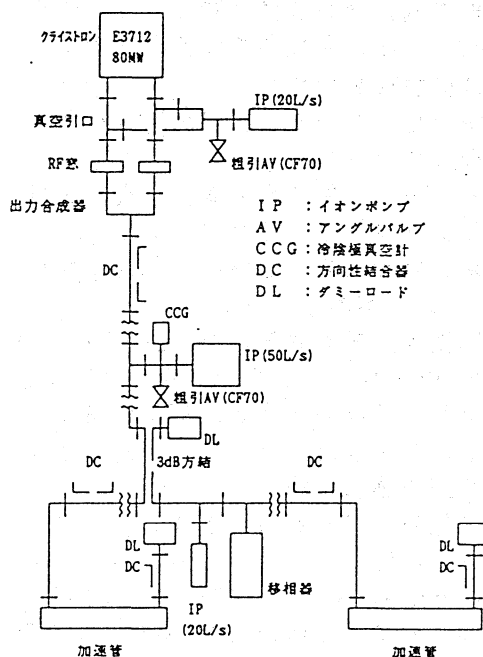 クライストロン
E3712
80MW
IP(20L/s)
真空引口
粗引AV(CF70)
RF窓
出力合成器
IP :イオンポンプ
AV :アングルバルブ
CCG:冷陰極真空計
DC :方向性結合器
DL :ダミーロード
DC
CCG
IP(50L/s)
粗引AV(CF70)
DL
3dB方結
DC
DC
DL
DC
移相器
IP
(20L/s)
DL
DC
加速管
加速管